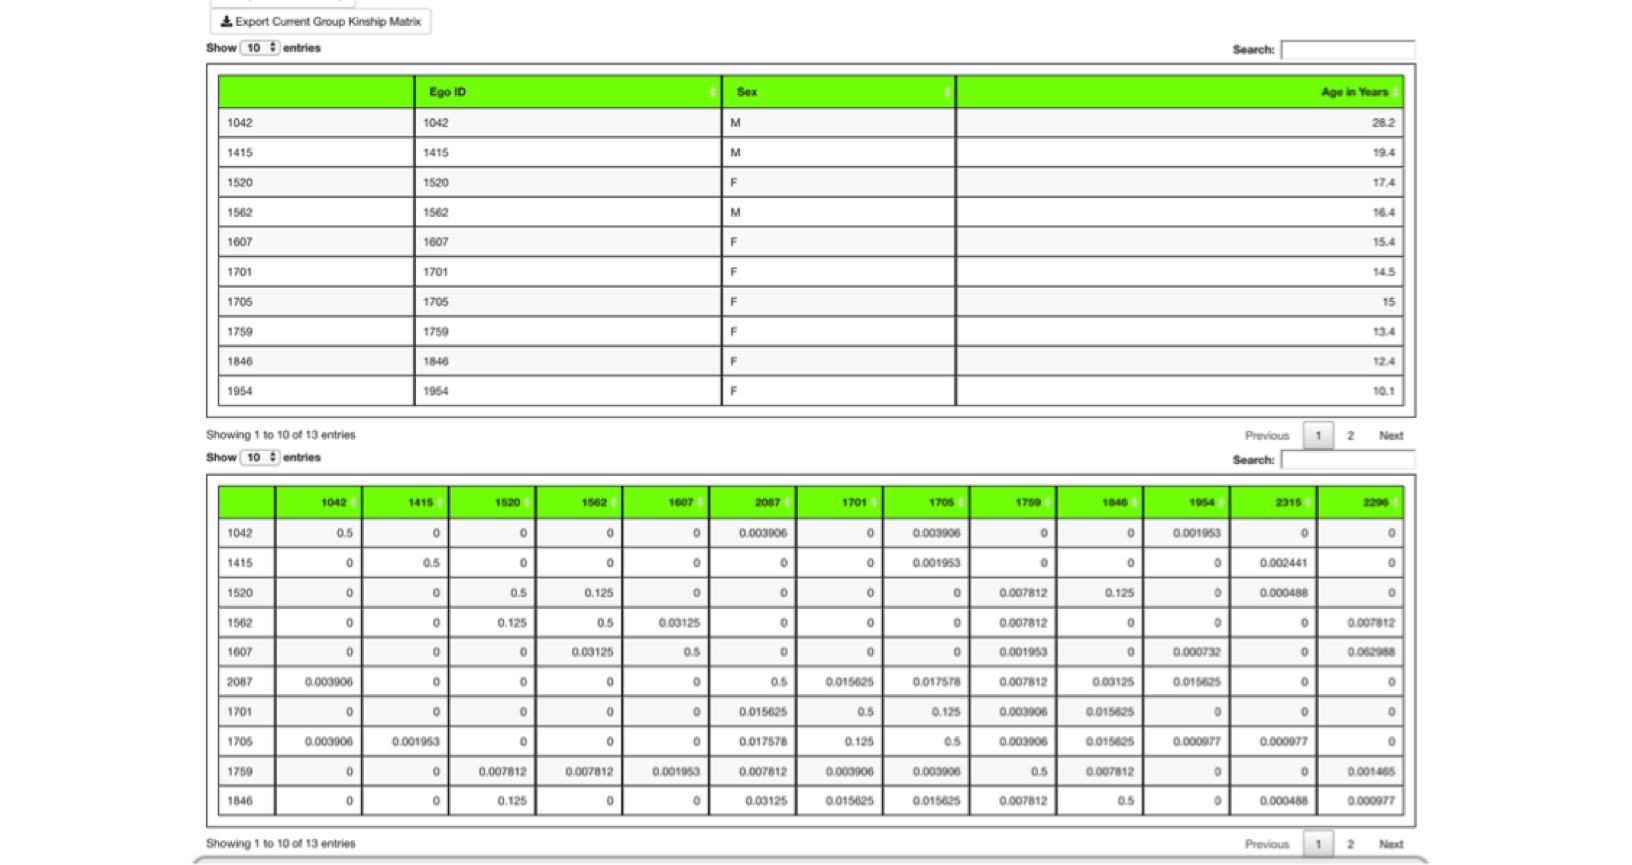 Export Current Group Kinship Matrix
Show 10 entries Search:
Ego ID Sex Age in Years
1042 1042 M 28.2
1415 1415 M 19.4
1520 1520 F 17.4
1562 1562 M 16.4
1607 1607 F 15.4
1701 1701 F 14.5
1705 1705 F 15
1759 1759 F 13.4
1846 1846 F 12.4
1954 1954 F 10.1
Showing 1 to 10 of 13 entries Previous 1 2 Next
Show 10 entries Search:
1042 1415 1520 1562 1607 2087 1701 1705 1759 1846 1954 2315 2296
1042 0.5 0 0 0 0 0.003906 0 0.003906 0 0 0.001953 0 0
1415 0 0.5 0 0 0 0 0 0.001953 0 0 0 0.002441 0
1520 0 0 0.5 0.125 0 0 0 0 0.007812 0.125 0 0.000488 0
1562 0 0 0.125 0.5 0.03125 0 0 0 0.007812 0 0 0 0.007812
1607 0 0 0 0.03125 0.5 0 0 0 0.001953 0 0.000732 0 0.062988
2087 0.003906 0 0 0 0 0.5 0.015625 0.017578 0.007812 0.03125 0.015625 0 0
1701 0 0 0 0 0 0.015625 0.5 0.125 0.003906 0.015625 0 0 0
1705 0.003906 0.001953 0 0 0 0.017578 0.125 0.5 0.003906 0.015625 0.000977 0.000977 0
1759 0 0 0.007812 0.007812 0.001953 0.007812 0.003906 0.003906 0.5 0.007812 0 0 0.001465
1846 0 0 0.125 0 0 0.03125 0.015625 0.015625 0.007812 0.5 0 0.000488 0.000977
Showing 1 to 10 of 13 entries Previous 1 2 Next